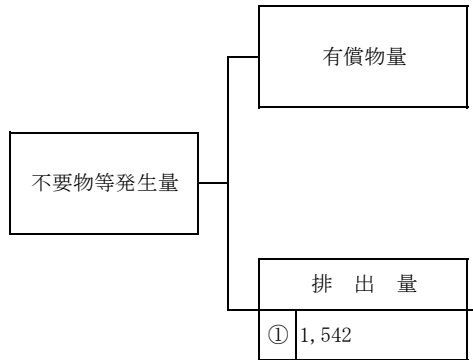 有償物量
不要物等発生量
排 出 量
① 1,542